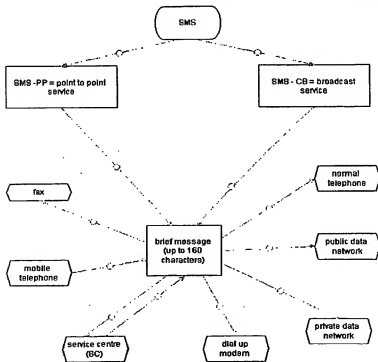 SMS
SMS -PP = point to point
service
SMS - CB = broadcast
service
normal
telephone
fax
brief message
(up to 160
characters)
public data
network
mobile
telephone
private data
network
service centre
(SC)
dial up
modem